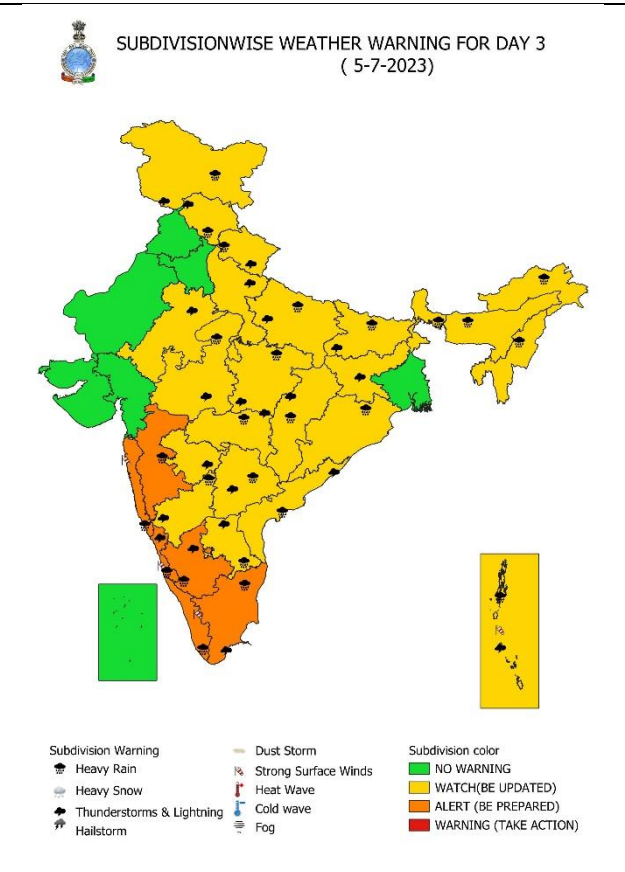 SUBDIVISIONWISE WEATHER WARNING FOR DAY 3
( 5-7-2023)
Subdivision Warning
Heavy Rain
Heavy Snow
Thunderstorms & Lightning
Hailstorm
Dust Storm
Strong Surface Winds
Heat Wave
Cold wave
Fog
Subdivision color
NO WARNING
WATCH(BE UPDATED)
ALERT (BE PREPARED)
WARNING (TAKE ACTION)